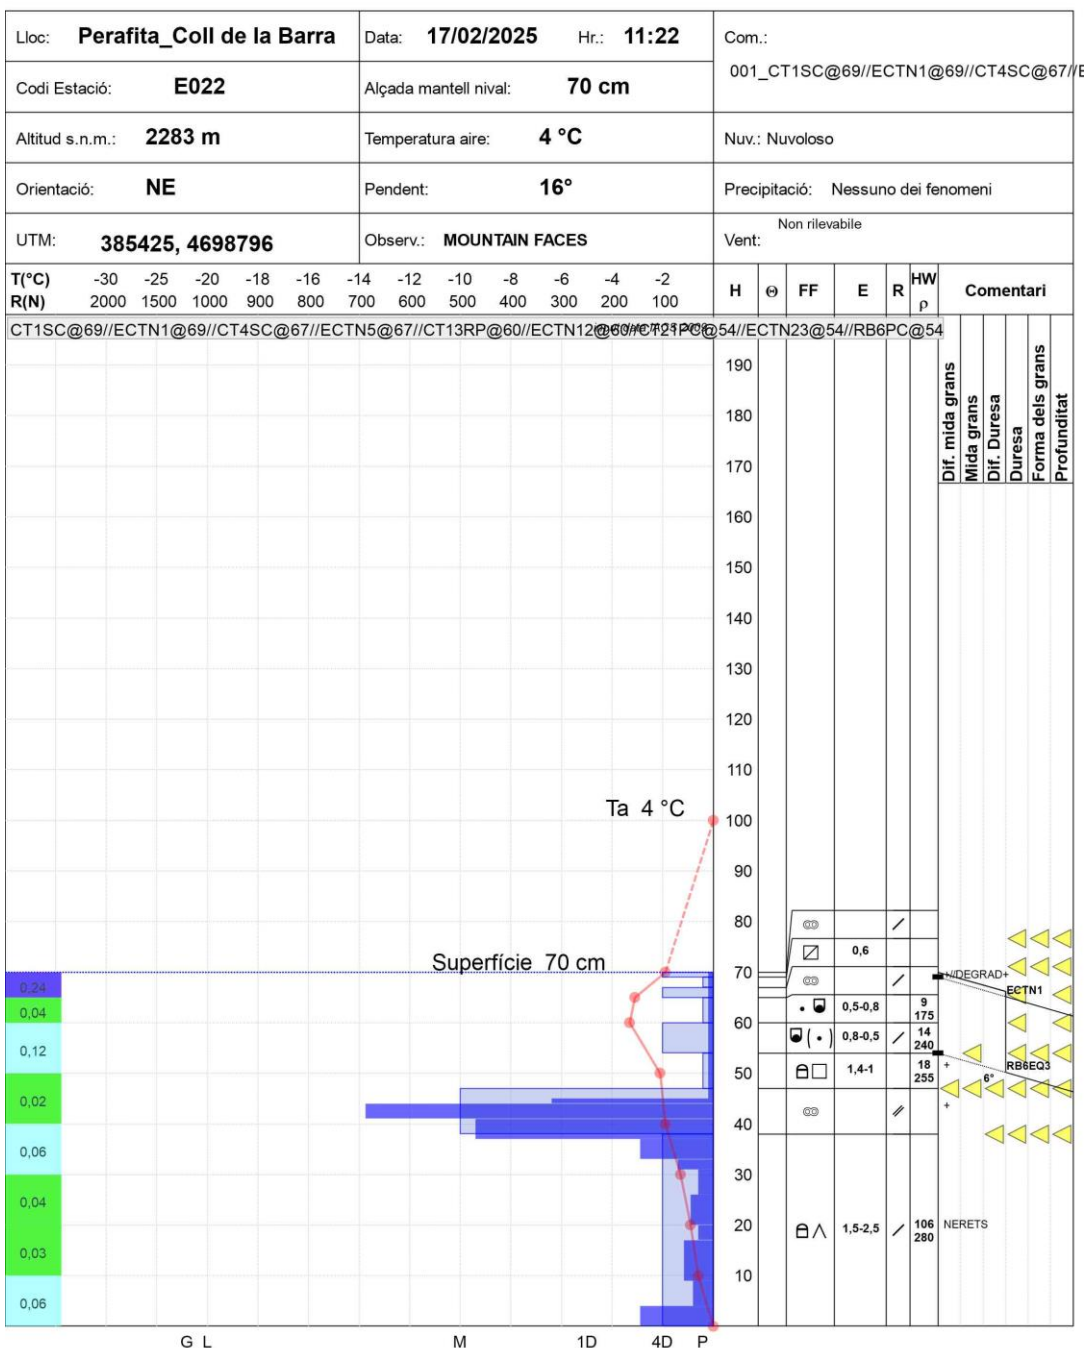 Lloc: Perafita_Coll de la Barra Data: 17/02/2025 Hr.: 11:22 Com.:
001_CT1SC@69//ECTN1@69//CT4SC@67//E
Codi Estació: E022 Alçada mantell nival: 70 cm
Altitud s.n.m.: 2283 m Temperatura aire: 4 °C Nuv.: Nuvoloso
Orientació: NE Pendent: 16° Precipitació: Nessuno dei fenomeni
UTM: 385425, 4698796 Observ.: MOUNTAIN FACES Vent: Non rilevabile
T(°C) -30 -25 -20 -18 -16 -14 -12 -10 -8 -6 -4 -2
R(N) 2000 1500 1000 900 800 700 600 500 400 300 200 100
H Θ FF E R HW ρ Comentari
CT1SC@69//ECTN1@69//CT4SC@67//ECTN5@67//CT13RP@60//ECTN12@60//CT21PC@54//ECTN23@54//RB6PC@54
Dif. mida grans
Mida grans
Dif. Duresa
Duresa
Forma dels grans
Profunditat
190
180
170
160
150
140
130
120
110
Ta 4 °C 100
90
80
0,6
Superfície 70 cm 70
+//DEGRAD+
0,24
ECTN1
0,04 0,5-0,8 9 175
60
0,12 0,8-0,5 14 240
50 1,4-1 18 255 + RB6EQ3
6°
0,02 +
40
0,06
30
0,04
20 1,5-2,5 106 280 NERETS
0,03
10
0,06
G L M 1D 4D P